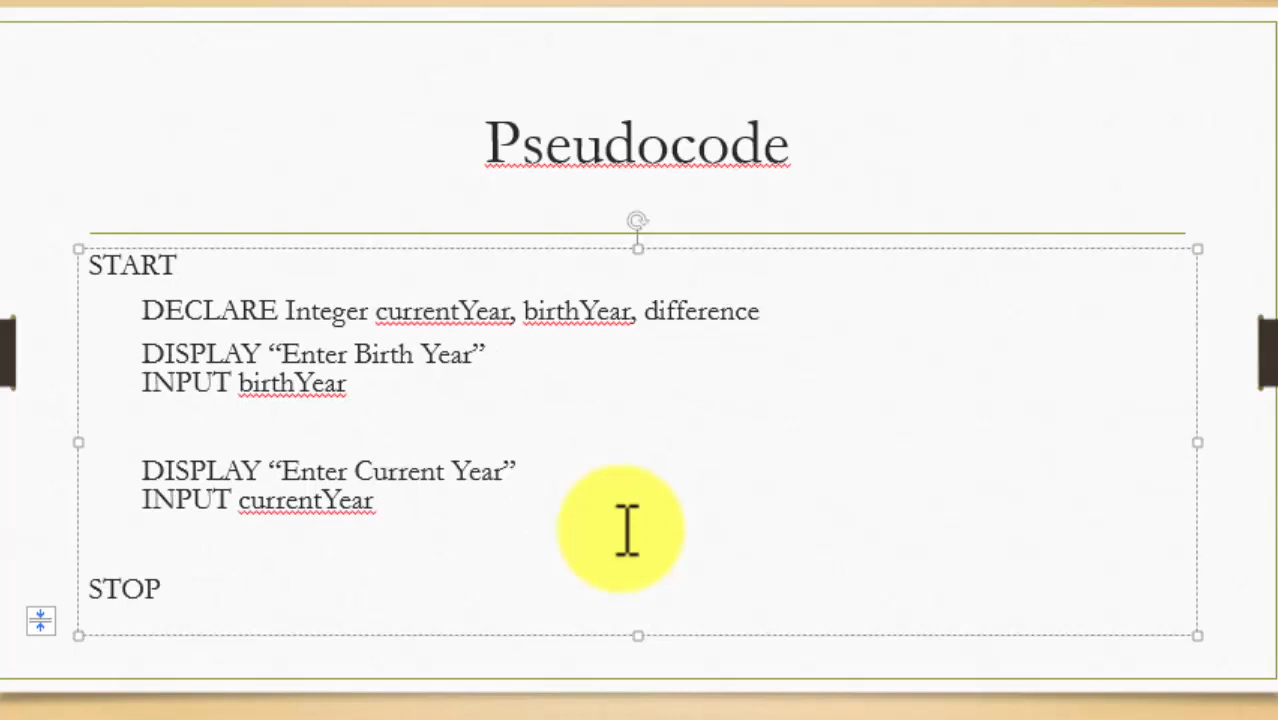 Pseudocode
START
DECLARE Integer currentYear, birthYear, difference
DISPLAY “Enter Birth Year”
INPUT birthYear
DISPLAY “Enter Current Year”
INPUT currentYear
STOP